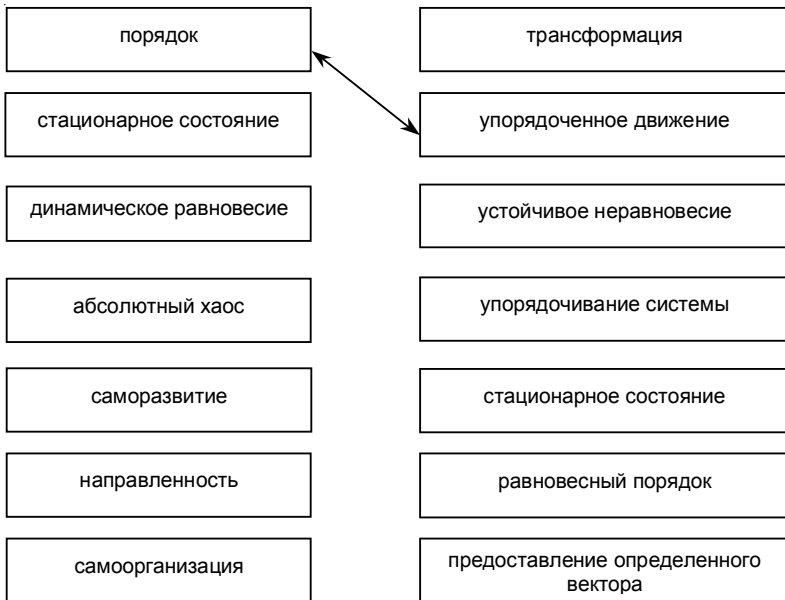 порядок
трансформация
стационарное состояние
упорядоченное движение
динамическое равновесие
устойчивое неравновесие
абсолютный хаос
упорядочивание системы
саморазвитие
стационарное состояние
направленность
равновесный порядок
самоорганизация
предоставление определенного
вектора